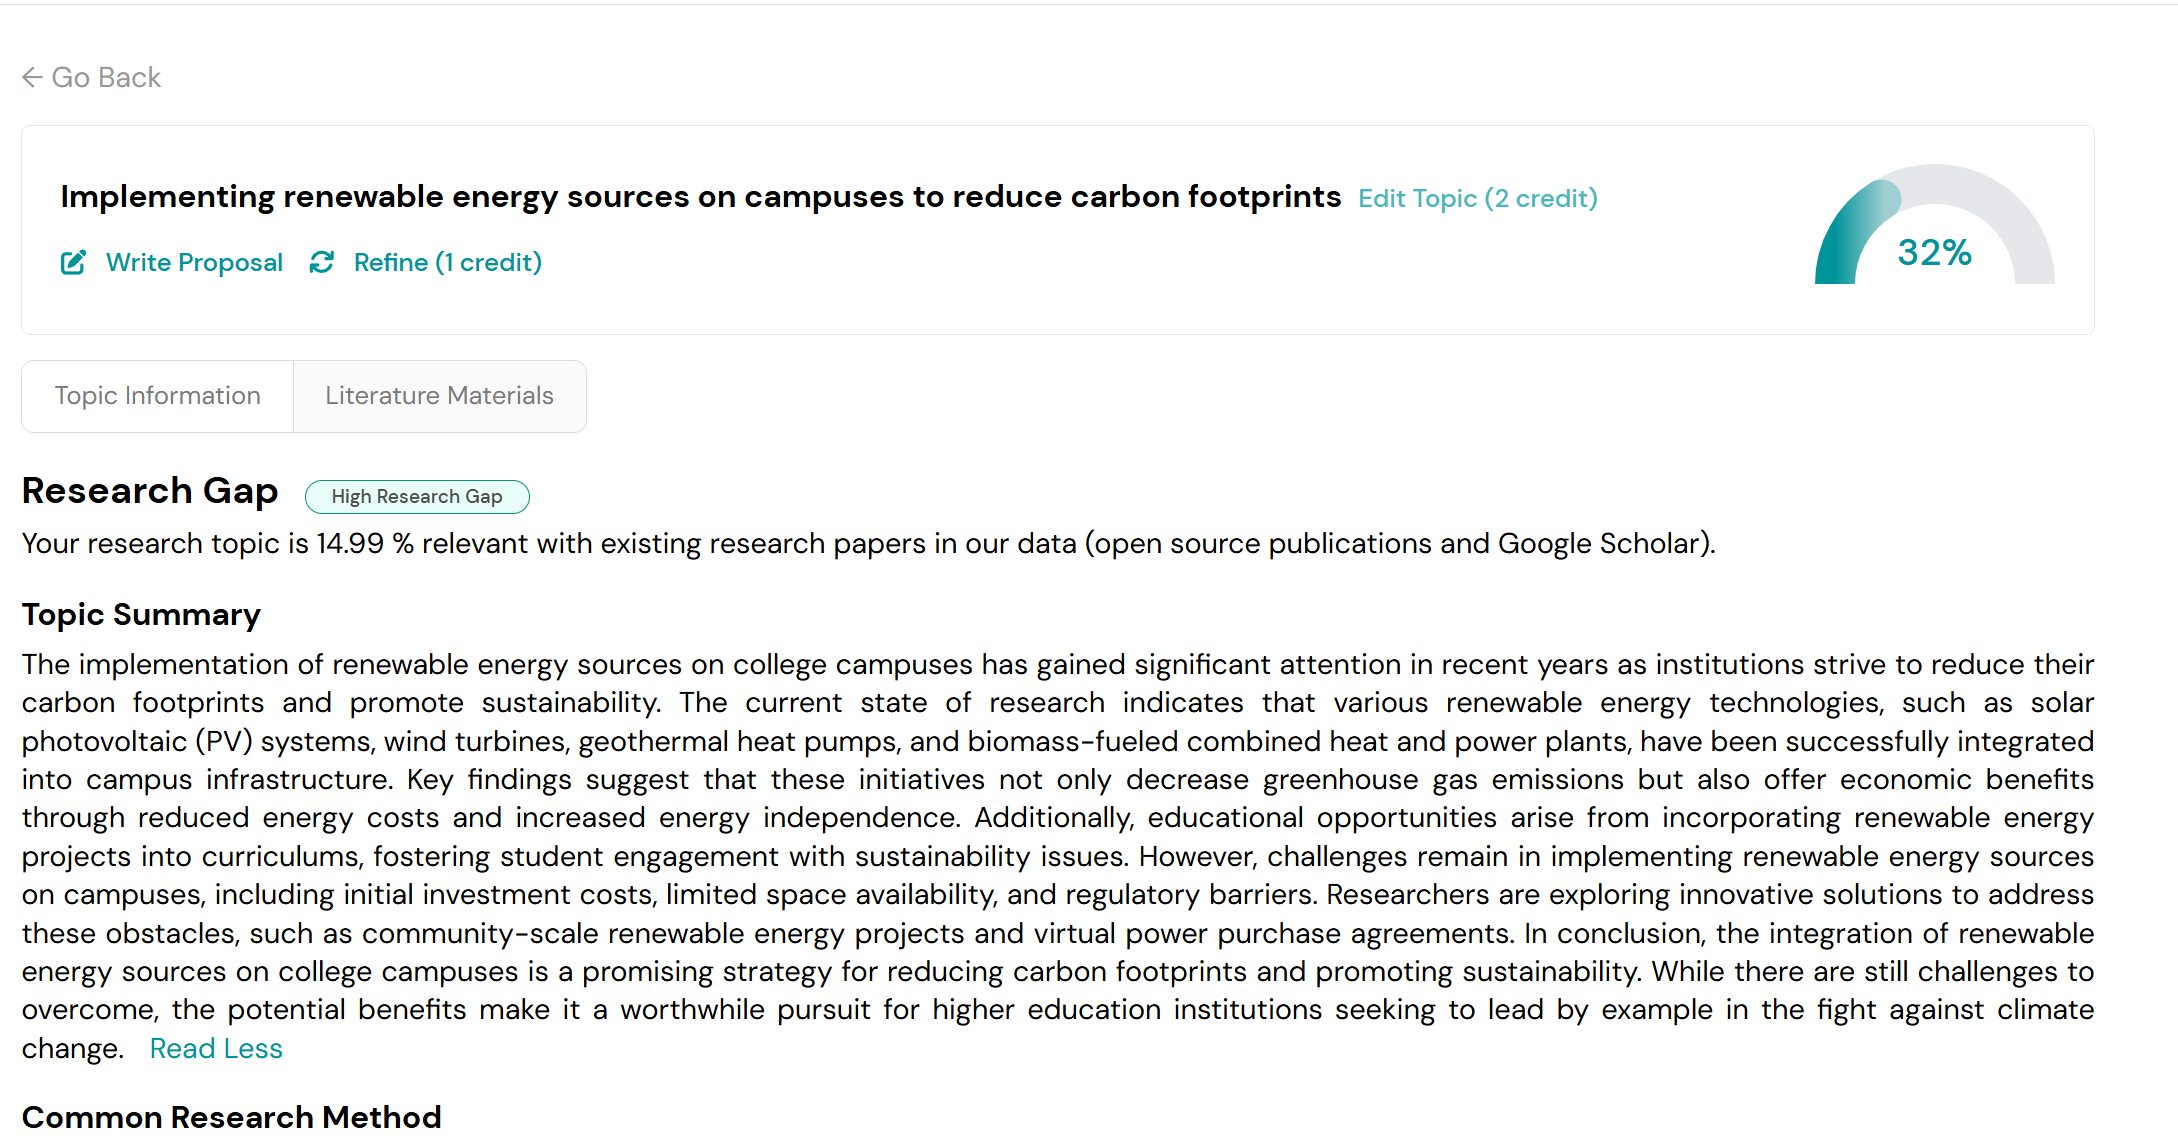 ← Go Back
Implementing renewable energy sources on campuses to reduce carbon footprints Edit Topic (2 credit)
Write Proposal Refine (1 credit)
32%
Topic Information Literature Materials
Research Gap High Research Gap
Your research topic is 14.99 % relevant with existing research papers in our data (open source publications and Google Scholar).
Topic Summary
The implementation of renewable energy sources on college campuses has gained significant attention in recent years as institutions strive to reduce their
carbon footprints and promote sustainability. The current state of research indicates that various renewable energy technologies, such as solar
photovoltaic (PV) systems, wind turbines, geothermal heat pumps, and biomass-fueled combined heat and power plants, have been successfully integrated
into campus infrastructure. Key findings suggest that these initiatives not only decrease greenhouse gas emissions but also offer economic benefits
through reduced energy costs and increased energy independence. Additionally, educational opportunities arise from incorporating renewable energy
projects into curriculums, fostering student engagement with sustainability issues. However, challenges remain in implementing renewable energy sources
on campuses, including initial investment costs, limited space availability, and regulatory barriers. Researchers are exploring innovative solutions to address
these obstacles, such as community-scale renewable energy projects and virtual power purchase agreements. In conclusion, the integration of renewable
energy sources on college campuses is a promising strategy for reducing carbon footprints and promoting sustainability. While there are still challenges to
overcome, the potential benefits make it a worthwhile pursuit for higher education institutions seeking to lead by example in the fight against climate
change. Read Less
Common Research Method